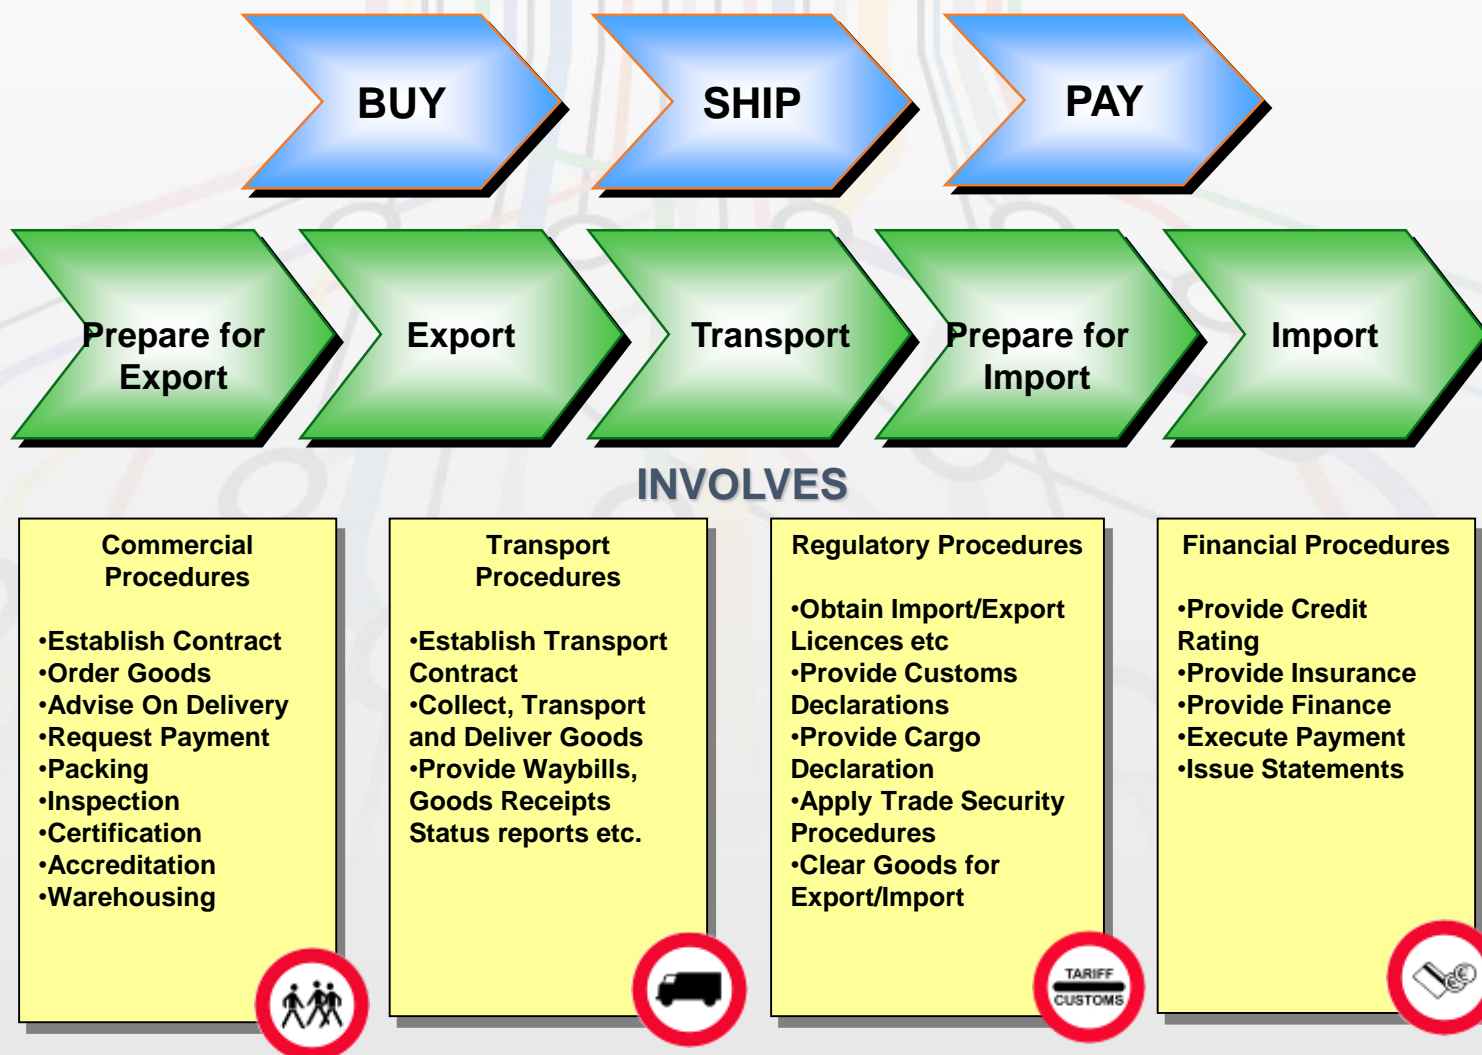 BUY
SHIP
PAY
Prepare for
Export
Export
Transport
Prepare for
Import
Import
INVOLVES
Commercial
Procedures
•Establish Contract
•Order Goods
•Advise On Delivery
•Request Payment
•Packing
•Inspection
•Certification
•Accreditation
•Warehousing
Transport
Procedures
•Establish Transport
Contract
•Collect, Transport
and Deliver Goods
•Provide Waybills,
Goods Receipts
Status reports etc.
Regulatory Procedures
•Obtain Import/Export
Licences etc
•Provide Customs
Declarations
•Provide Cargo
Declaration
•Apply Trade Security
Procedures
•Clear Goods for
Export/Import
TARIFF
CUSTOMS
Financial Procedures
•Provide Credit
Rating
•Provide Insurance
•Provide Finance
•Execute Payment
•Issue Statements